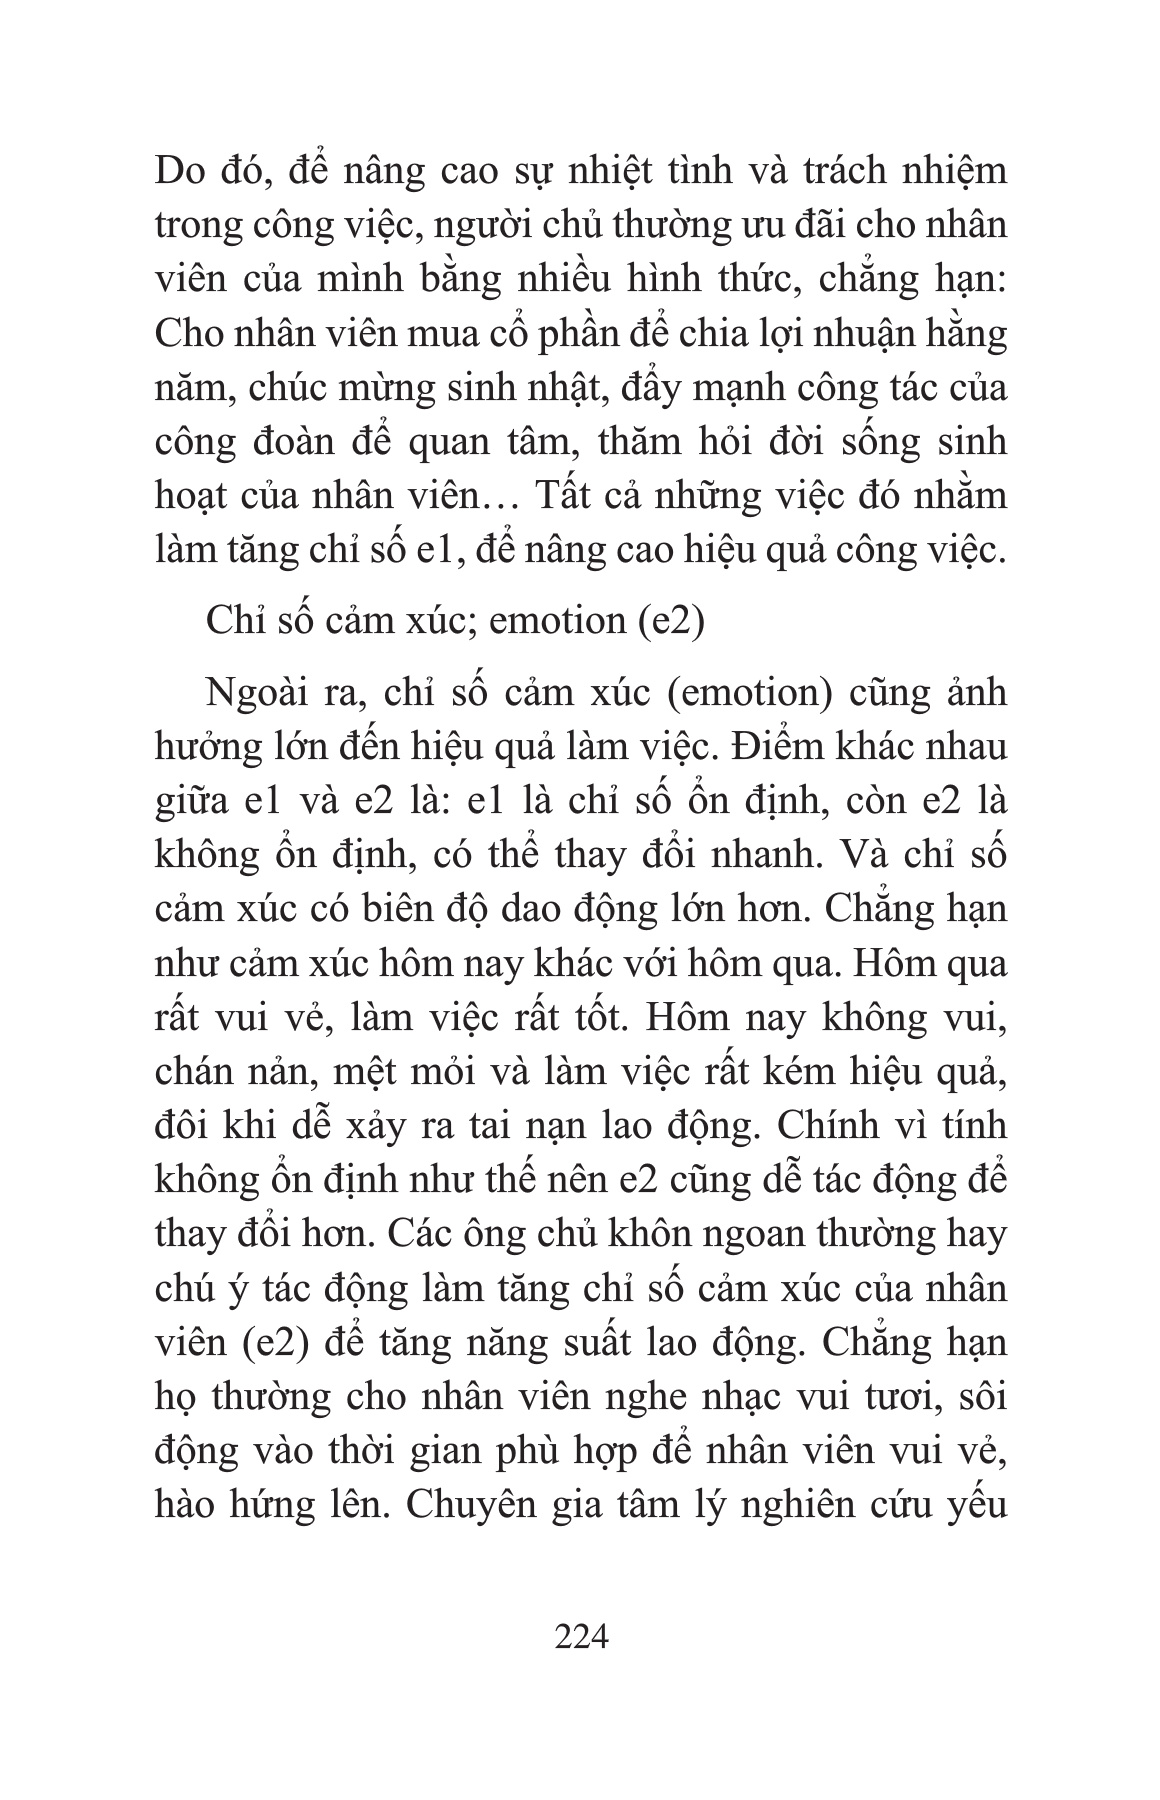 Do đó, để nâng cao sự nhiệt tình và trách nhiệm
trong công việc, người chủ thường ưu đãi cho nhân
viên của mình bằng nhiều hình thức, chẳng hạn:
Cho nhân viên mua cổ phần để chia lợi nhuận hằng
năm, chúc mừng sinh nhật, đẩy mạnh công tác của
công đoàn để quan tâm, thăm hỏi đời sống sinh
hoạt của nhân viên… Tất cả những việc đó nhằm
làm tăng chỉ số e1, để nâng cao hiệu quả công việc.
Chỉ số cảm xúc; emotion (e2)
Ngoài ra, chỉ số cảm xúc (emotion) cũng ảnh
hưởng lớn đến hiệu quả làm việc. Điểm khác nhau
giữa e1 và e2 là: e1 là chỉ số ổn định, còn e2 là
không ổn định, có thể thay đổi nhanh. Và chỉ số
cảm xúc có biên độ dao động lớn hơn. Chẳng hạn
như cảm xúc hôm nay khác với hôm qua. Hôm qua
rất vui vẻ, làm việc rất tốt. Hôm nay không vui,
chán nản, mệt mỏi và làm việc rất kém hiệu quả,
đôi khi dễ xảy ra tai nạn lao động. Chính vì tính
không ổn định như thế nên e2 cũng dễ tác động để
thay đổi hơn. Các ông chủ khôn ngoan thường hay
chú ý tác động làm tăng chỉ số cảm xúc của nhân
viên (e2) để tăng năng suất lao động. Chẳng hạn
họ thường cho nhân viên nghe nhạc vui tươi, sôi
động vào thời gian phù hợp để nhân viên vui vẻ,
hào hứng lên. Chuyên gia tâm lý nghiên cứu yếu
224